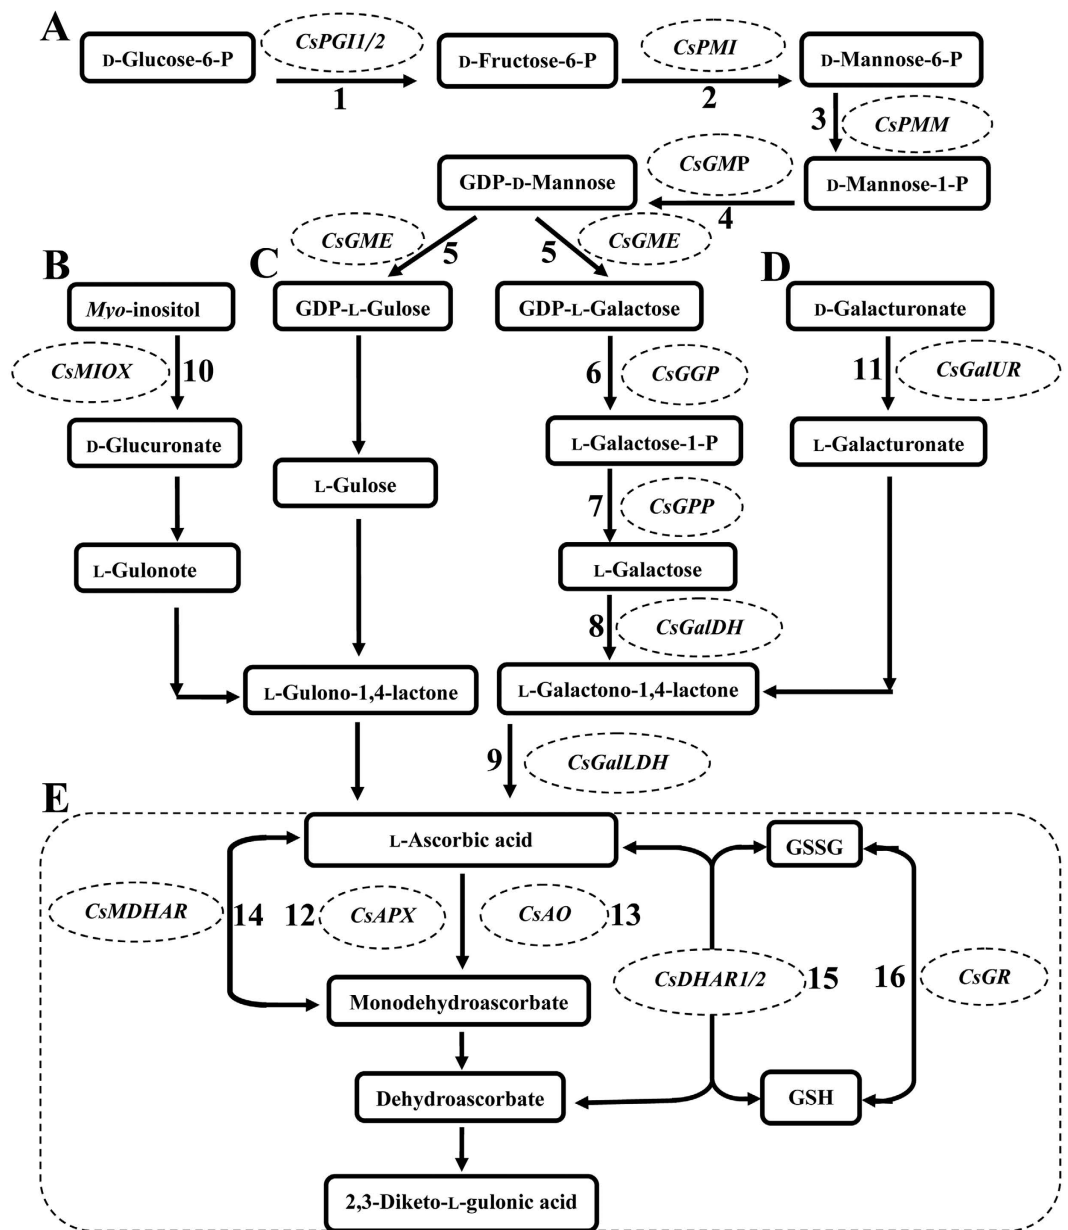 A
D-Glucose-6-P
CsPGI1/2
1
D-Fructose-6-P
CsPMI
2
D-Mannose-6-P
3
CsPMM
GDP-D-Mannose
CsGMP
4
D-Mannose-1-P
CsGME
5
5
CsGME
B
C
D
Myo-inositol
GDP-L-Gulose
GDP-L-Galactose
D-Galacturonate
CsMIOX
10
6
CsGGP
11
CsGalUR
D-Glucuronate
L-Gulose
L-Galactose-1-P
L-Galacturonate
7
CsGPP
L-Gulonote
L-Galactose
8
CsGalDH
L-Gulono-1,4-lactone
L-Galactono-1,4-lactone
9
CsGalLDH
E
L-Ascorbic acid
GSSG
CsMDHAR
14
12
CsAPX
CsAO
13
CsDHAR1/2
15
16
CsGR
Monodehydroascorbate
Dehydroascorbate
GSH
2,3-Diketo-L-gulonic acid